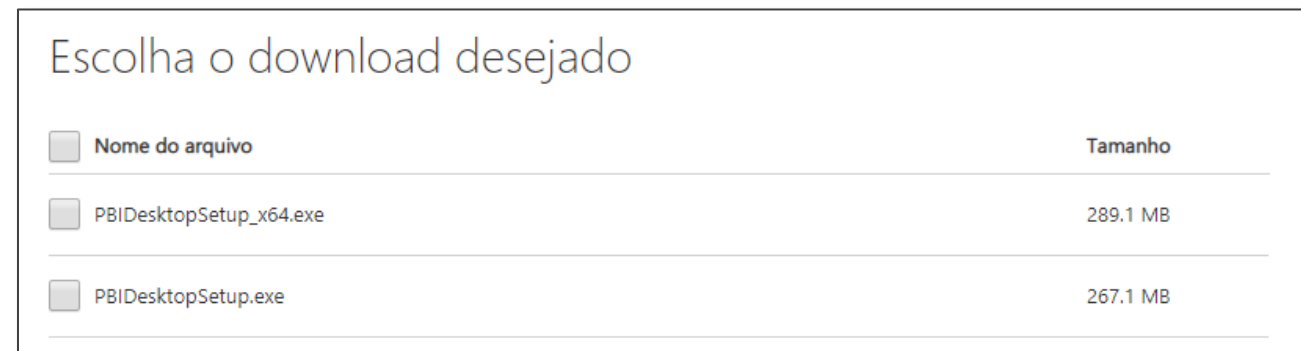 Escolha o download desejado
Nome do arquivo Tamanho
PBIDesktopSetup_x64.exe 289.1 MB
PBIDesktopSetup.exe 267.1 MB